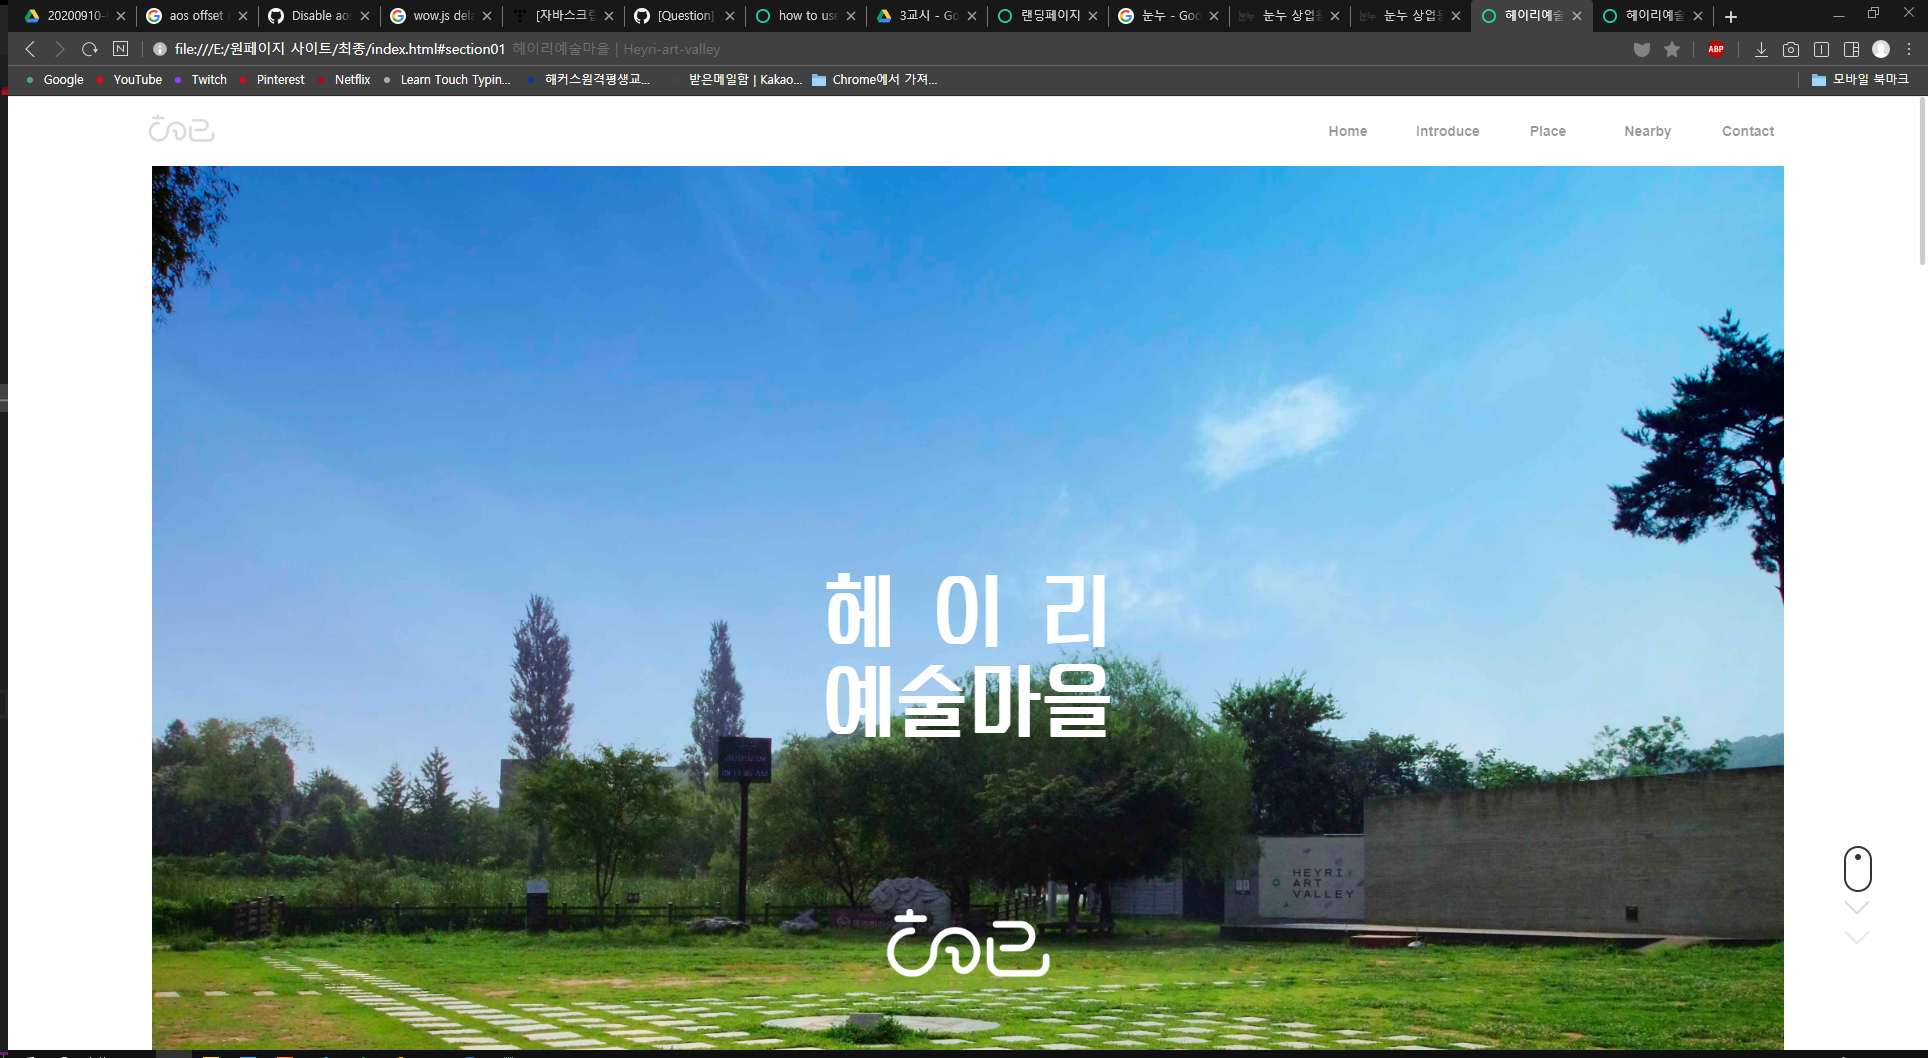 20200910-
aos offset
Disable ao
wow.js del
[자바스크립
[Question]
how to use
3교시 - Go
랜딩페이지
눈누 - Goo
눈누 상업용
눈누 상업용
헤이리예술
헤이리예술
file:///E:/원페이지 사이트/최종/index.html#section01 헤이리예술마을 | Heyri-art-valley
ABP
Google YouTube Twitch Pinterest Netflix Learn Touch Typin... 해커스원격평생교... 받은메일함 | Kakao... Chrome에서 가져... 모바일 북마크
Home Introduce Place Nearby Contact
헤 이 리
예술마을
HEYRI
ART
VALLEY